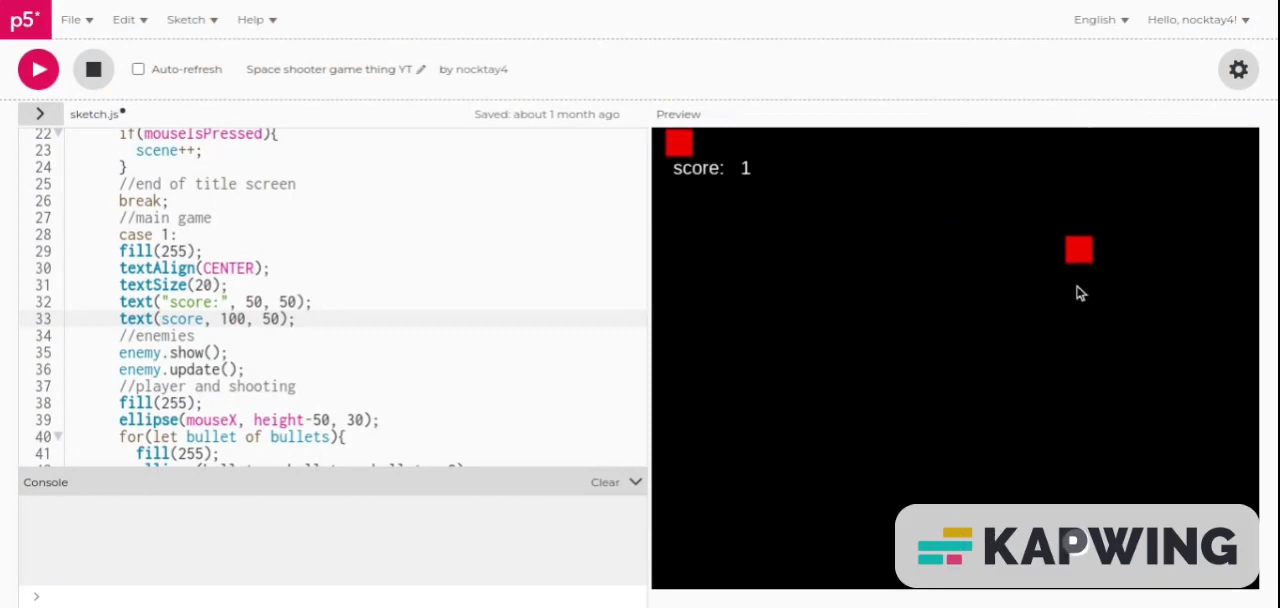 p5* File Edit Sketch Help English Hello, nocktay4!
Auto-refresh Space shooter game thing YT by nocktay4
> sketch.js Saved: about 1 month ago Preview
22 if(mouseIsPressed){
23 scene++;
24 }
25 //end of title screen
26 break;
27 //main game
28 case 1:
29 fill(255);
30 textAlign(CENTER);
31 textSize(20);
32 text("score:", 50, 50);
33 text(score, 100, 50);
34 //enemies
35 enemy.show();
36 enemy.update();
37 //player and shooting
38 fill(255);
39 ellipse(mouseX, height-50, 30);
40 for(let bullet of bullets){
41 fill(255);
Console Clear
>
score: 1
KAPWING